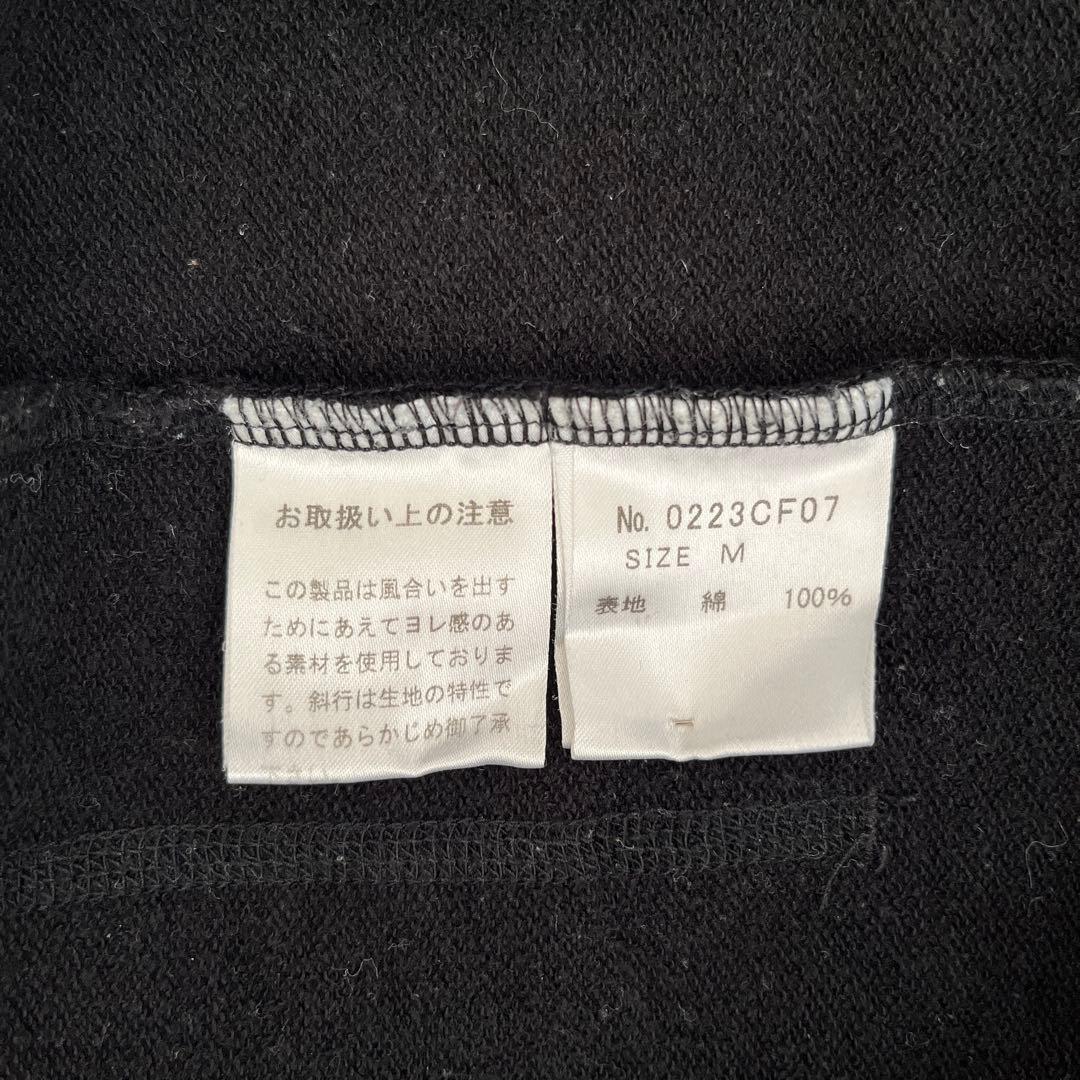 お取扱い上の注意
この製品は風合いを出す
ためにあえてヨレ感のあ
る素材を使用しておりま
す。斜行は生地の特性で
すのであらかじめ御了承
No. 0223CF07
SIZE M
表地 綿 100%